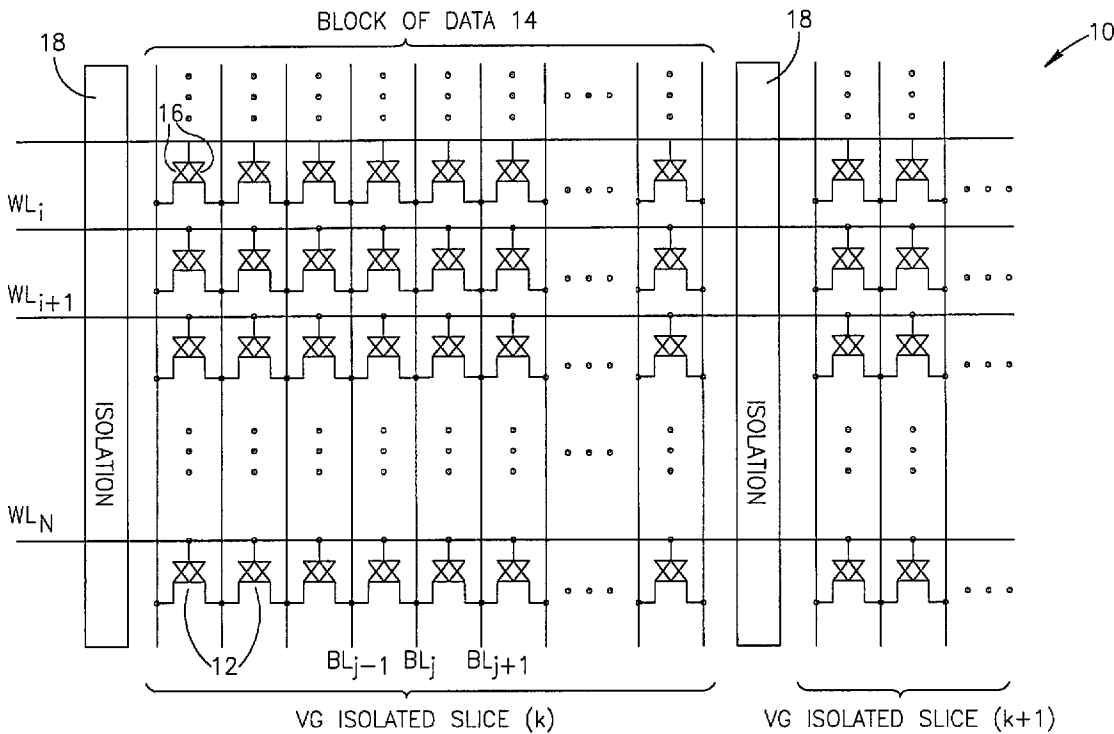 BLOCK OF DATA 14
18
18
10
16
WLi
WLi+1
ISOLATION
ISOLATION
WLN
12
BLj−1 BLj BLj+1
VG ISOLATED SLICE (k)
VG ISOLATED SLICE (k+1)